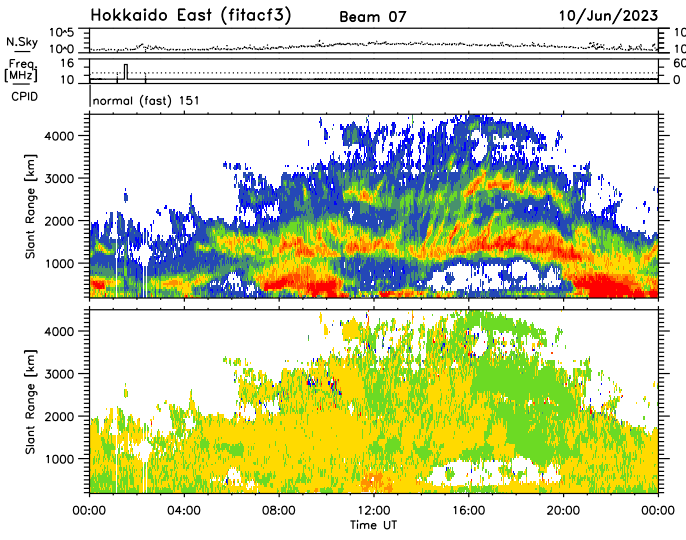 Hokkaido East (fitacf3) Beam 07 10/Jun/2023
N.Sky 10^5 10^0 10 10
Freq. [MHz] 16 10 60 0
CPID normal (fast) 151
Slant Range [km] 4000 3000 2000 1000
Slant Range [km] 4000 3000 2000 1000
00:00 04:00 08:00 12:00 16:00 20:00 00:00
Time UT